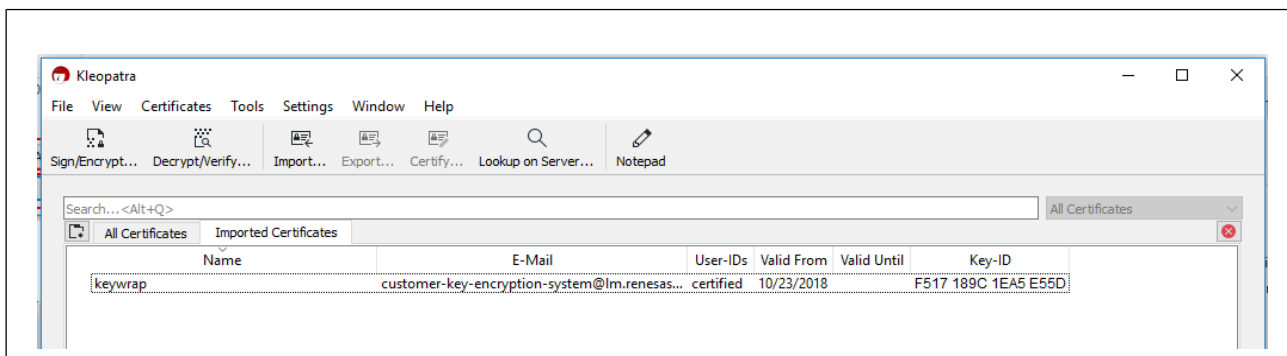 Kleopatra
File View Certificates Tools Settings Window Help
Sign/Encrypt... Decrypt/Verify... Import... Export... Certify... Lookup on Server... Notepad
Search...<Alt+Q> All Certificates
All Certificates Imported Certificates
Name E-Mail User-IDs Valid From Valid Until Key-ID
keywrap customer-key-encryption-system@lm.renesas... certified 10/23/2018 F517 189C 1EA5 E55D